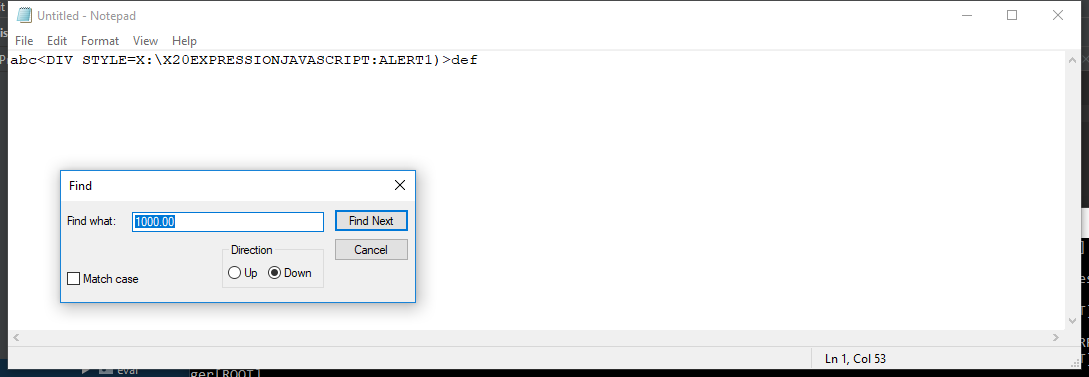 Untitled - Notepad
File Edit Format View Help
abc<DIV STYLE=X:\X20EXPRESSIONJAVASCRIPT:ALERT1)>def
Find
Find what: 1000.00 Find Next
Direction Cancel
Match case Up Down
Ln 1, Col 53
eval
ger[ROOT]